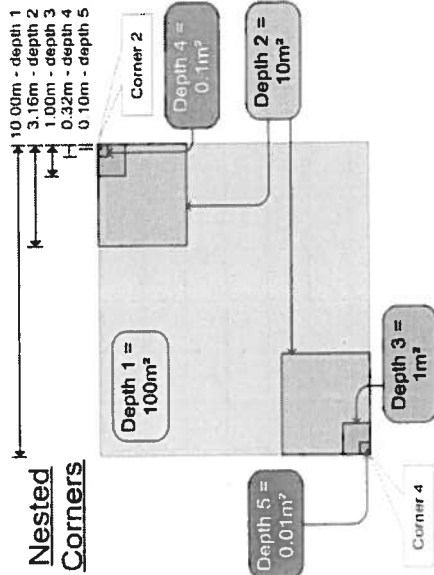 Nested
Corners
10 00m - depth 1
3.16m - depth 2
1.00m - depth 3
0.32m - depth 4
0.10m - depth 5
Corner 2
Depth 4 =
0.1m²
Depth 2 =
10m²
Depth 1 =
100m²
Depth 5 =
0.01m²
Depth 3 =
1m²
Corner 4